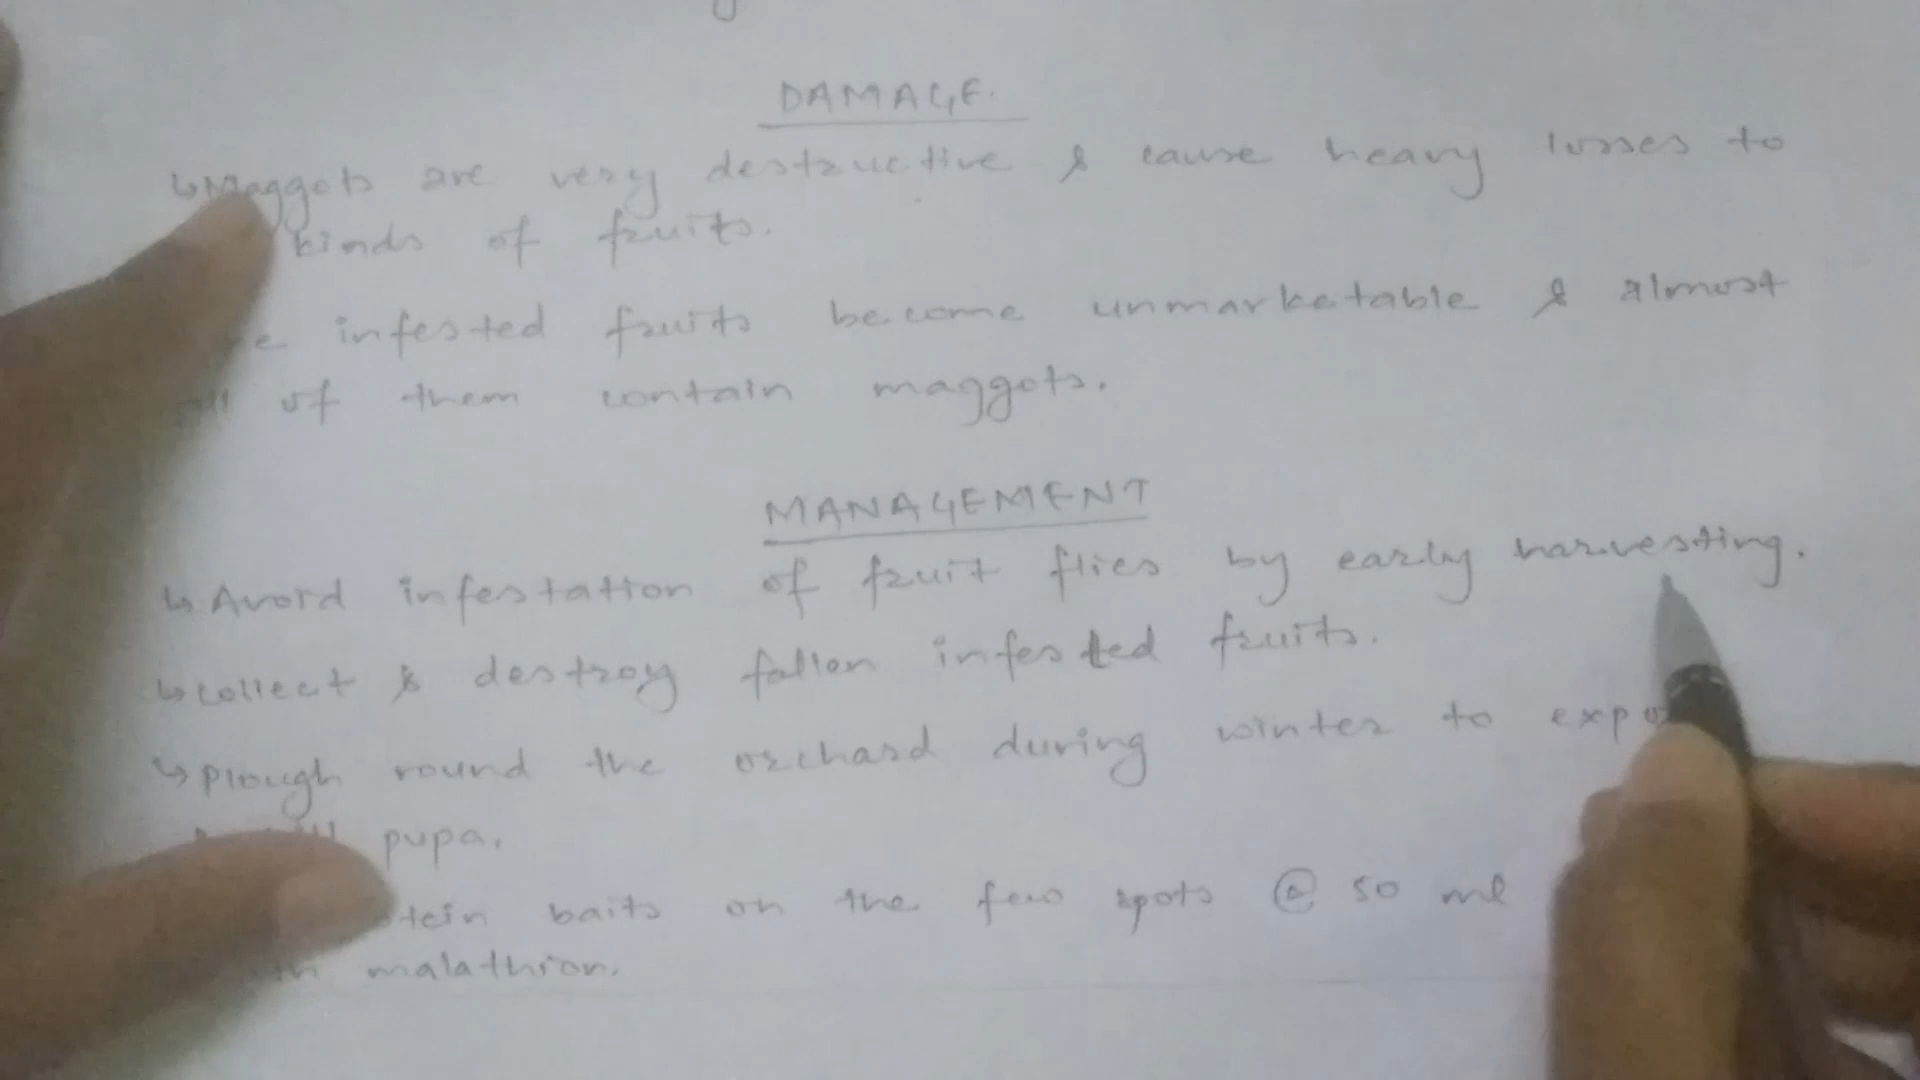 DAMAGE.
↳ Maggots are very destructive & cause heavy losses to
kinds of fruits.
infested fruits become unmarketable & almost
of them contain maggots.
MANAGEMENT
↳ Avoid infestation of fruit flies by early harvesting.
↳ collect & destroy fallen infested fruits.
↳ plough round the orchard during winter to
pupa.
baits on the few spots @ 50 ml
malathion.